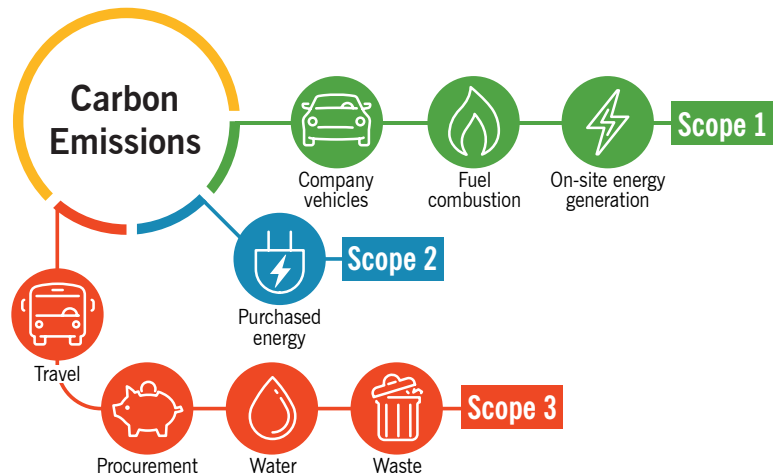 Carbon
Emissions
Company
vehicles
Fuel
combustion
On-site energy
generation
Scope 1
Purchased
energy
Scope 2
Travel
Procurement
Water
Waste
Scope 3